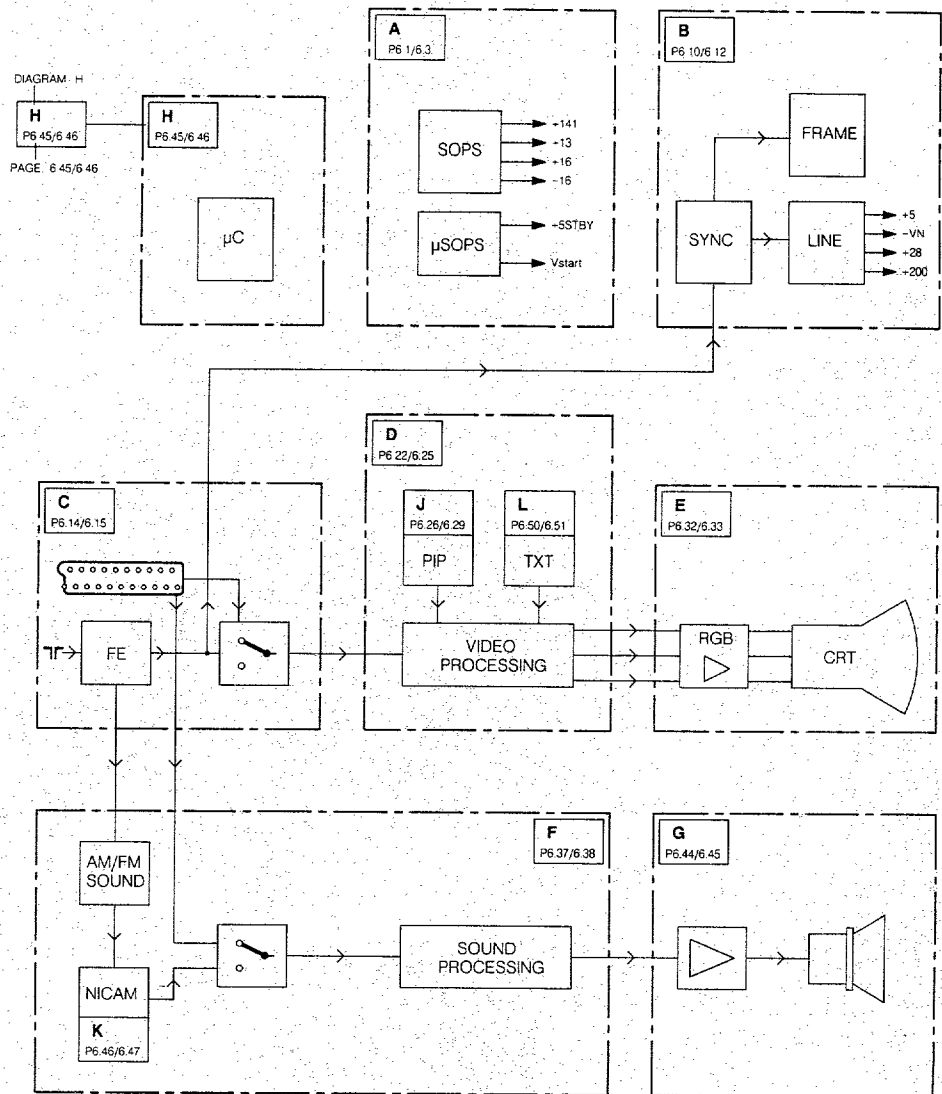 DIAGRAM H
H
P6 45/6 46
PAGE. 6 45/6 46
H
P6.45/6 46
µC
A
P6 1/6.3
SOPS
+141
+13
+16
-16
µSOPS
+5STBY
Vstart
B
P6 10/6 12
FRAME
SYNC
LINE
+5
-VN
+28
+200
C
P6.14/6.15
FE
D
P6 22/6.25
J
P6.26/6.29
PIP
L
P6.50/6.51
TXT
VIDEO
PROCESSING
E
P6.32/6.33
RGB
CRT
F
P6.37/6.38
AM/FM
SOUND
NICAM
K
P6.46/6.47
SOUND
PROCESSING
G
P6.44/6.45